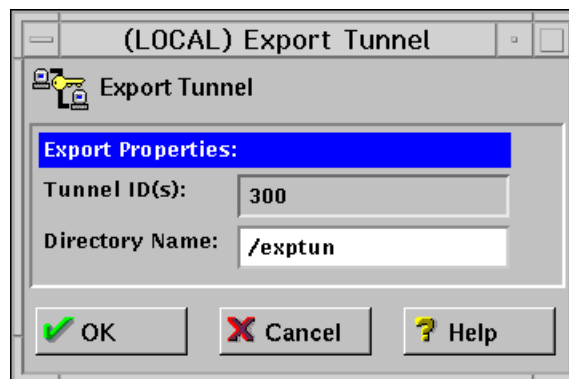 (LOCAL) Export Tunnel
Export Tunnel
Export Properties:
Tunnel ID(s): 300
Directory Name: /exptun
OK Cancel Help